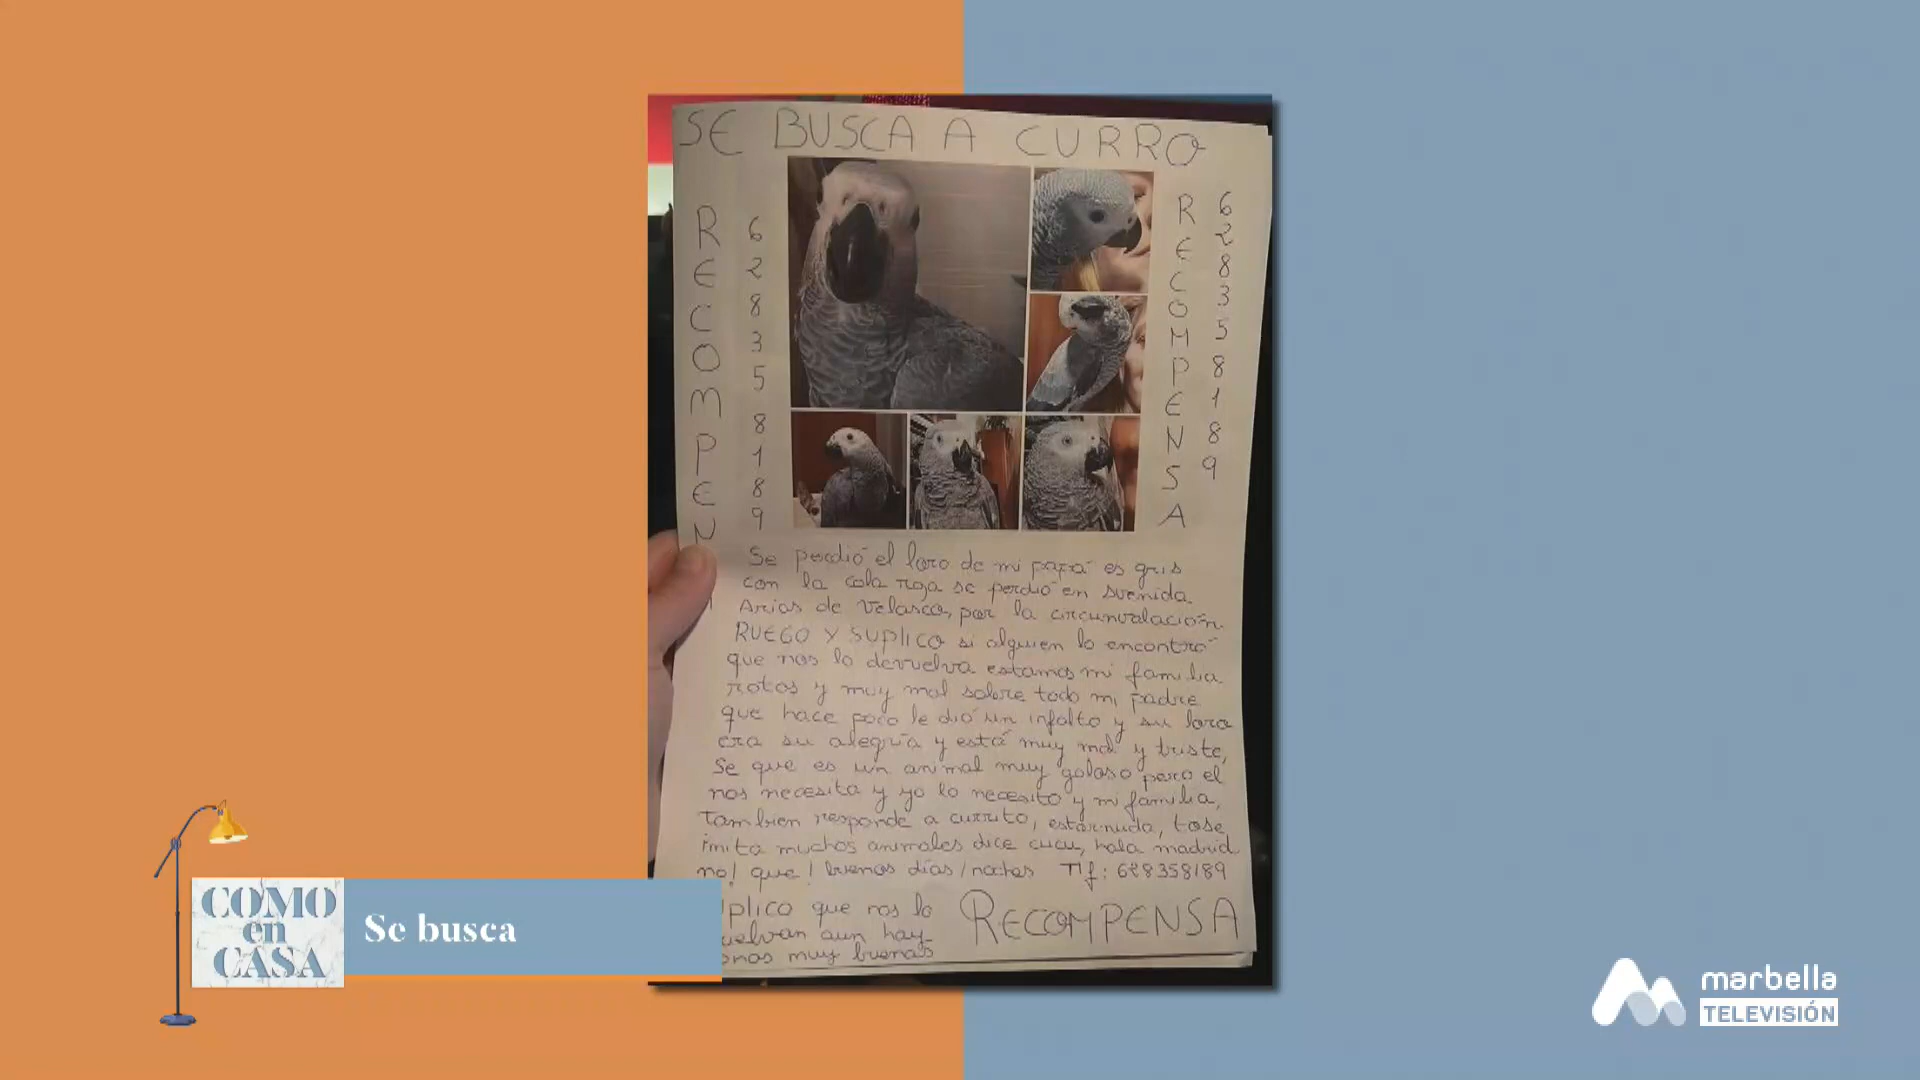 SE BUSCA A CURRO
RECOMPEN
628358189
RECOMPENSA
628358189
Se perdió el loro de mi papá es gris
con la cola roja se perdió en avenida
Arias de Velasco, por la circunvalación
RUEGO Y SUPLICO si alguien lo encontró
que nos lo devuelva estamos mi familia
rotos y muy mal sobre todo mi padre
que hace poco le dio un infalto y su loro
era su alegría y está muy mal y triste,
Se que es un animal muy goloso pero el
nos necesita y yo lo necesito y mi familia,
tambien responde a currito, estornuda, tose
imita muchos animales dice cucu, hala madrid
no! que! buenos días/noches Tlf: 628358189
plico que nos lo
uelvan aun hay
onas muy buenas
RECOMPENSA
COMO
en
CASA
Se busca
marbella
TELEVISIÓN